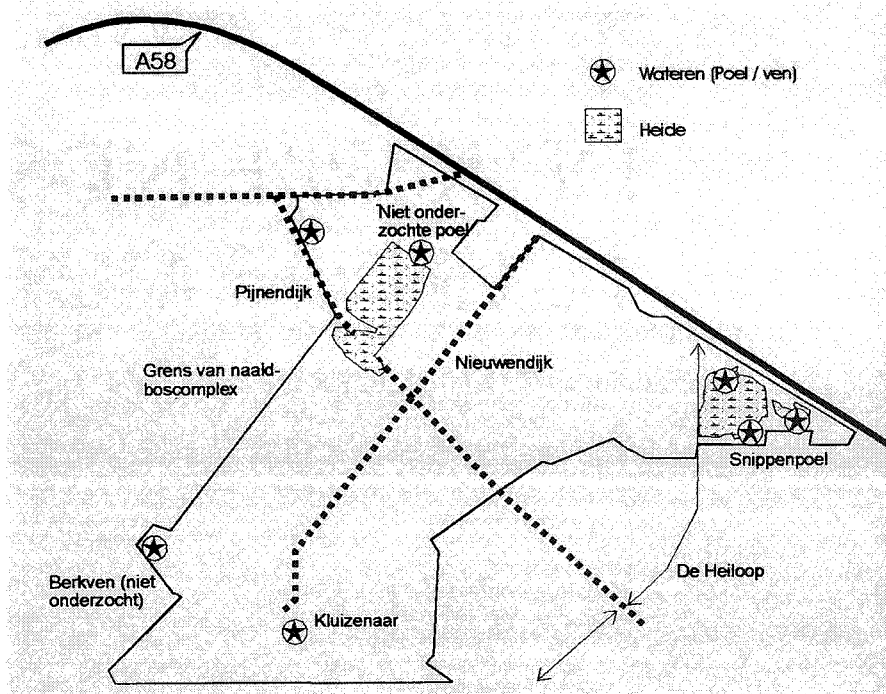 A58
Wateren (Poel / ven)
Heide
Niet onder-
zochte poel
Pijnendijk
Grens van naald-
boscomplex
Nieuwendijk
Snippenpoel
Berkven (niet
onderzocht)
De Heiloop
Kluizenaar